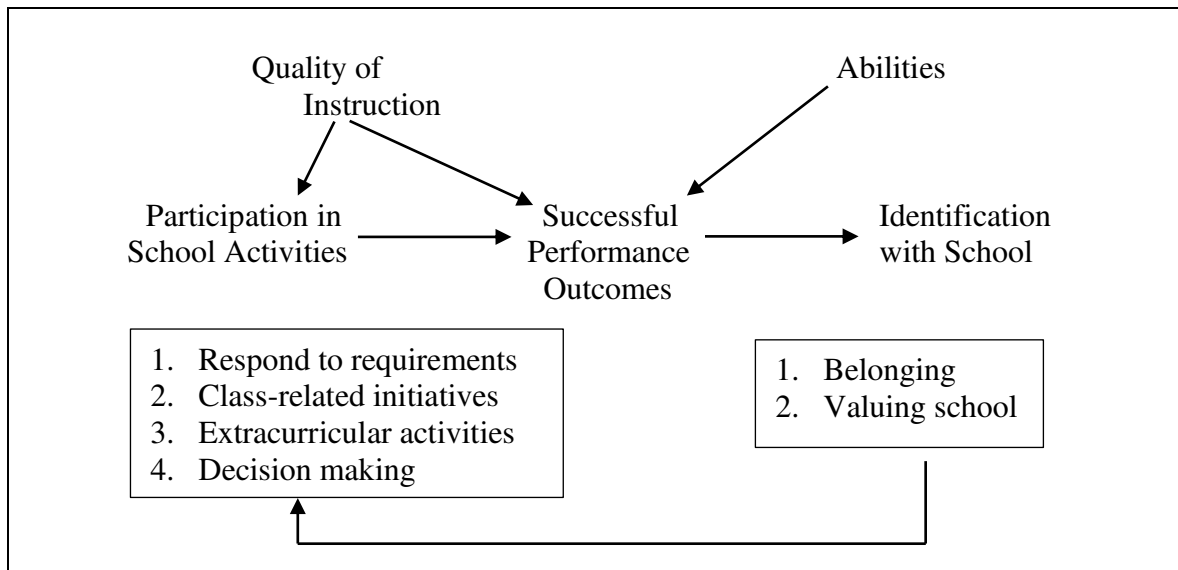 Quality of
Instruction
Abilities
Participation in
School Activities
Successful
Performance
Outcomes
Identification
with School
1. Respond to requirements
2. Class-related initiatives
3. Extracurricular activities
4. Decision making
1. Belonging
2. Valuing school